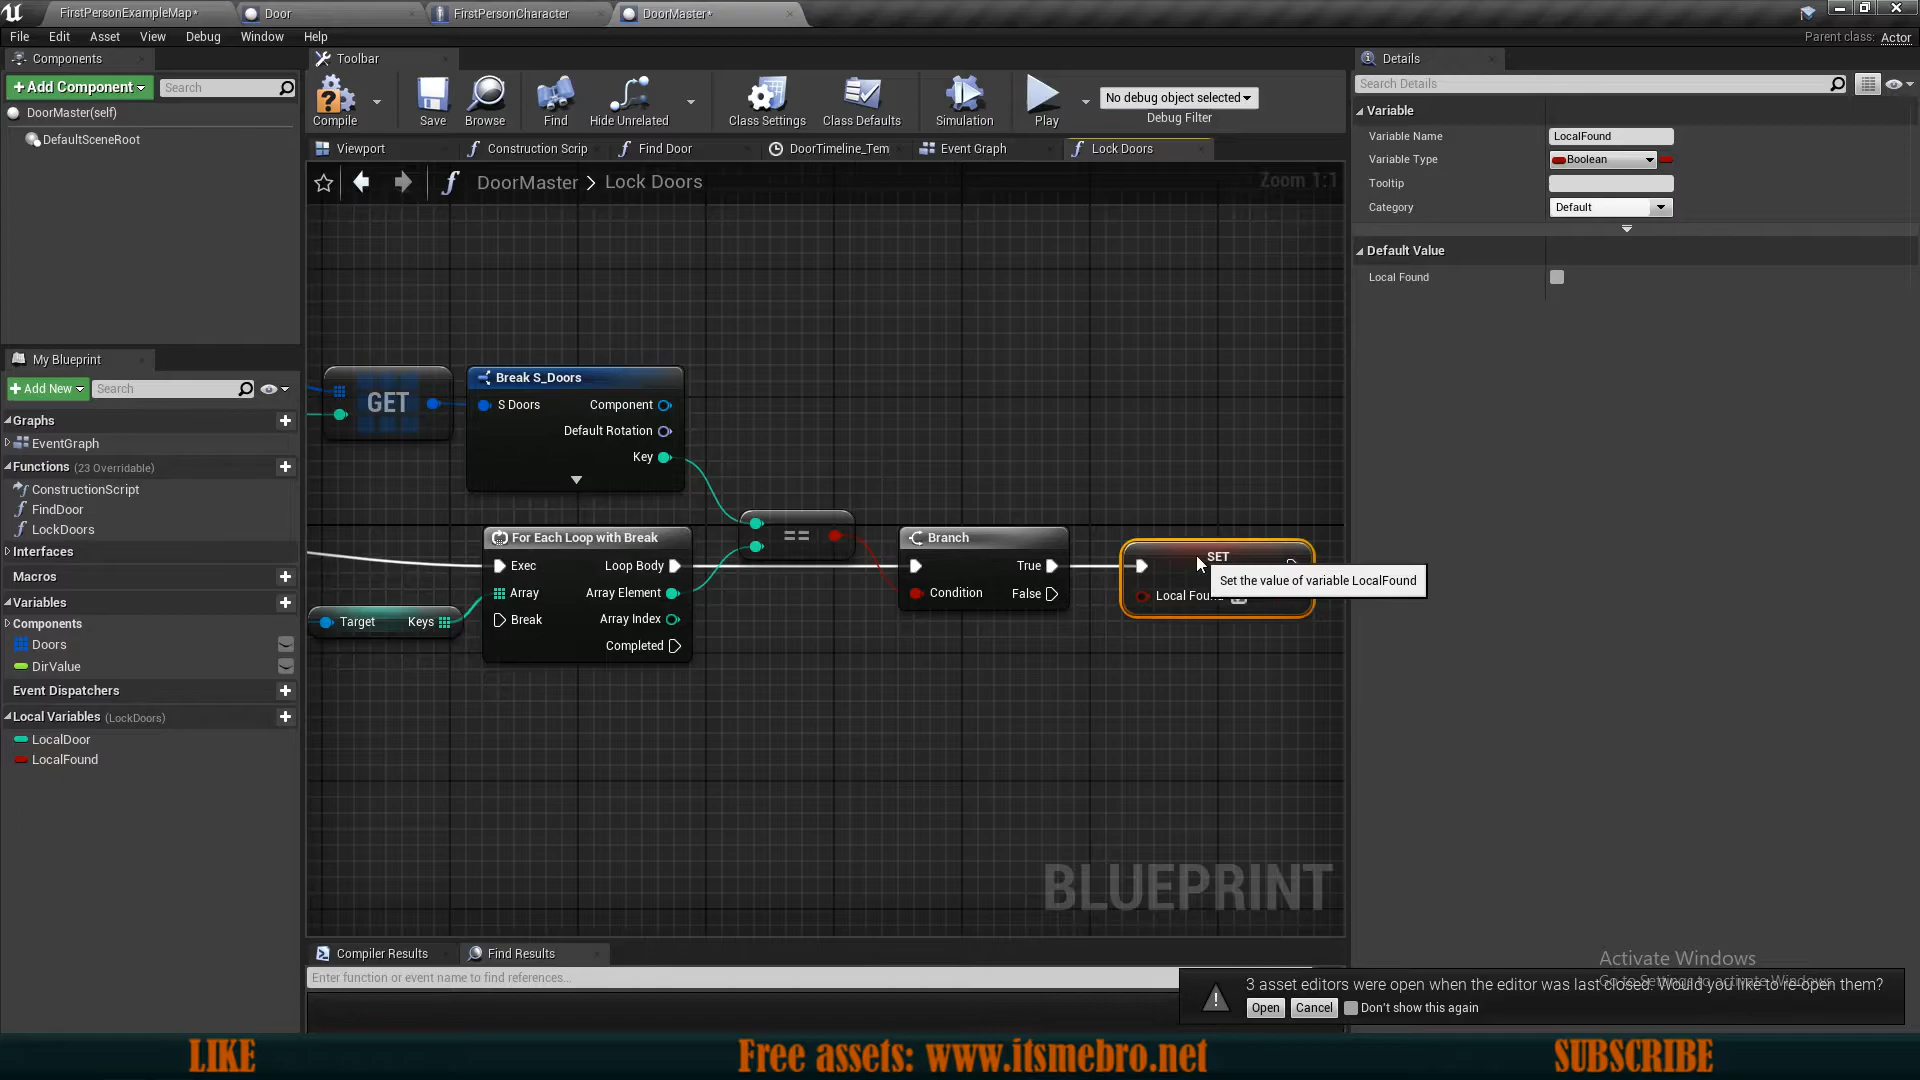 FirstPersonExampleMap*
Door
FirstPersonCharacter
DoorMaster*
File Edit Asset View Debug Window Help
Parent class: Actor
Components
Toolbar
Details
+Add Component
Search
Search Details
DoorMaster(self)
DefaultSceneRoot
Compile
Save
Browse
Find
Hide Unrelated
Class Settings
Class Defaults
Simulation
Play
No debug object selected
Debug Filter
Variable
Variable Name LocalFound
Variable Type Boolean
Tooltip
Category Default
Default Value
Local Found
Viewport
Construction Scrip
Find Door
DoorTimeline_Tem
Event Graph
Lock Doors
DoorMaster > Lock Doors
Zoom 1:1
My Blueprint
+Add New
Search
Graphs
EventGraph
Functions (23 Overridable)
ConstructionScript
FindDoor
LockDoors
Interfaces
Macros
Variables
Components
Doors
DirValue
Event Dispatchers
Local Variables (LockDoors)
LocalDoor
LocalFound
GET
Break S_Doors
S Doors Component
Default Rotation
Key
For Each Loop with Break
Exec Loop Body
Array Array Element
Break Array Index
Completed
Target Keys
==
Branch
True
Condition False
SET
Set the value of variable LocalFound
BLUEPRINT
Compiler Results
Find Results
Enter function or event name to find references...
Activate Windows
Go to Settings to activate Windows.
3 asset editors were open when the editor was last closed. Would you like to re-open them?
Open Cancel Don't show this again
LIKE
Free assets: www.itsmebro.net
SUBSCRIBE